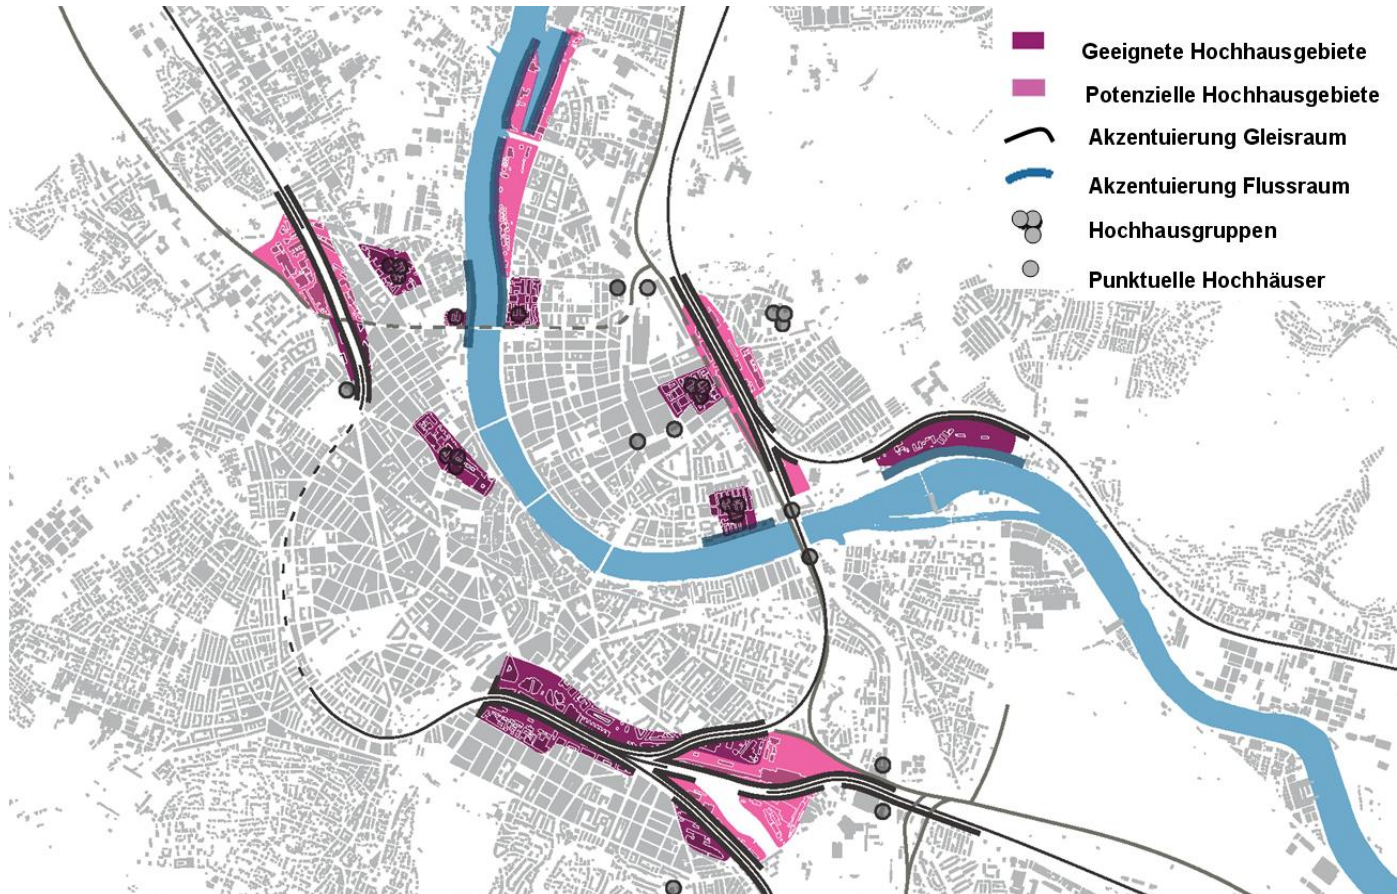 Geeignete Hochhausgebiete
Potenzielle Hochhausgebiete
Akzentuierung Gleisraum
Akzentuierung Flussraum
Hochhausgruppen
Punktuelle Hochhäuser